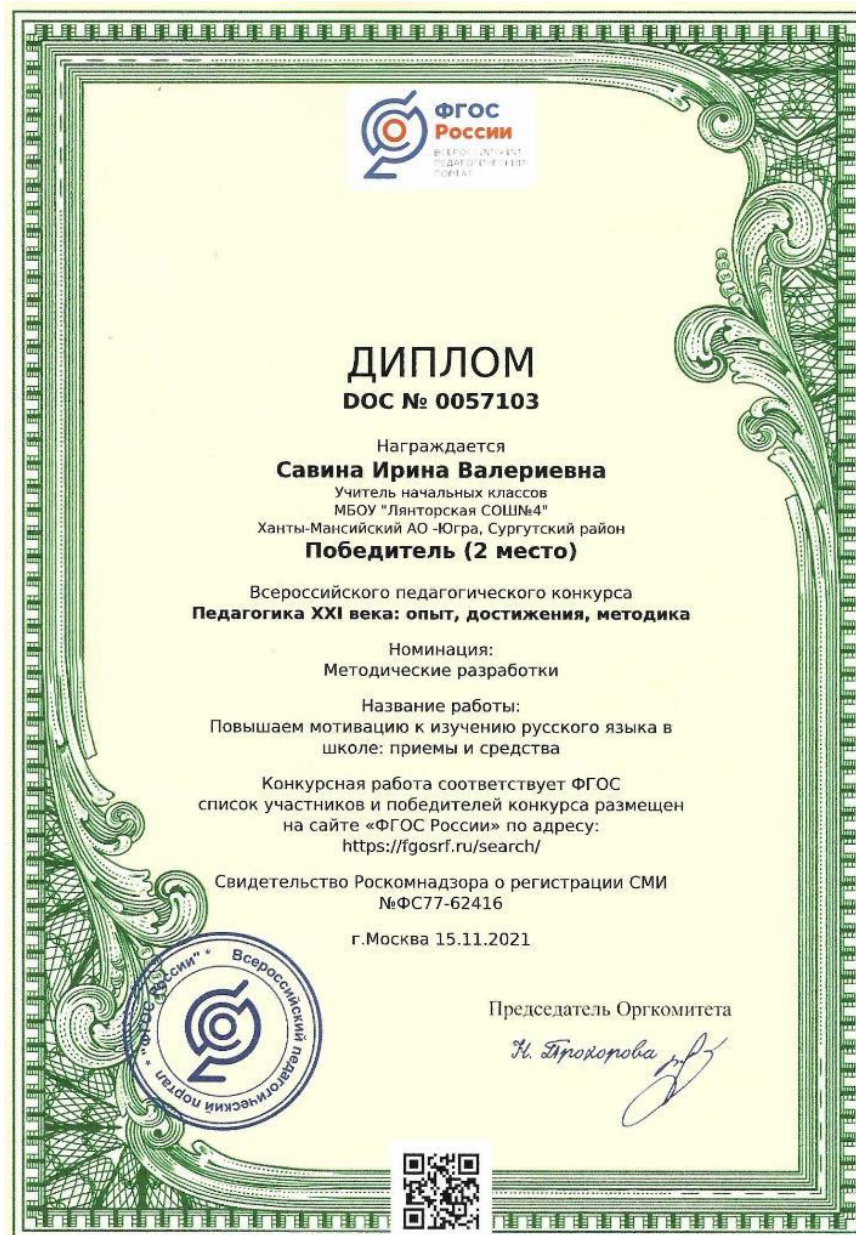 ФГОС
России
ВСЕРОССИЙСКИЙ
ПЕДАГОГИЧЕСКИЙ
ПОРТАЛ
ДИПЛОМ
DOC № 0057103
Награждается
Савина Ирина Валериевна
Учитель начальных классов
МБОУ "Лянторская СОШ№4"
Ханты-Мансийский АО -Югра, Сургутский район
Победитель (2 место)
Всероссийского педагогического конкурса
Педагогика XXI века: опыт, достижения, методика
Номинация:
Методические разработки
Название работы:
Повышаем мотивацию к изучению русского языка в
школе: приемы и средства
Конкурсная работа соответствует ФГОС
список участников и победителей конкурса размещен
на сайте «ФГОС России» по адресу:
https://fgosrf.ru/search/
Свидетельство Роскомнадзора о регистрации СМИ
№ФС77-62416
г.Москва 15.11.2021
Председатель Оргкомитета
Н. Прохорова
Всероссийский педагогический портал * "ФГОС России" *